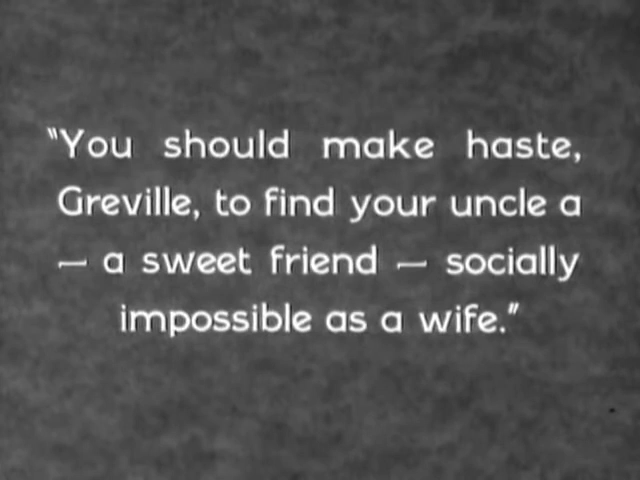 "You should make haste,
Greville, to find your uncle a
— a sweet friend — socially
impossible as a wife."